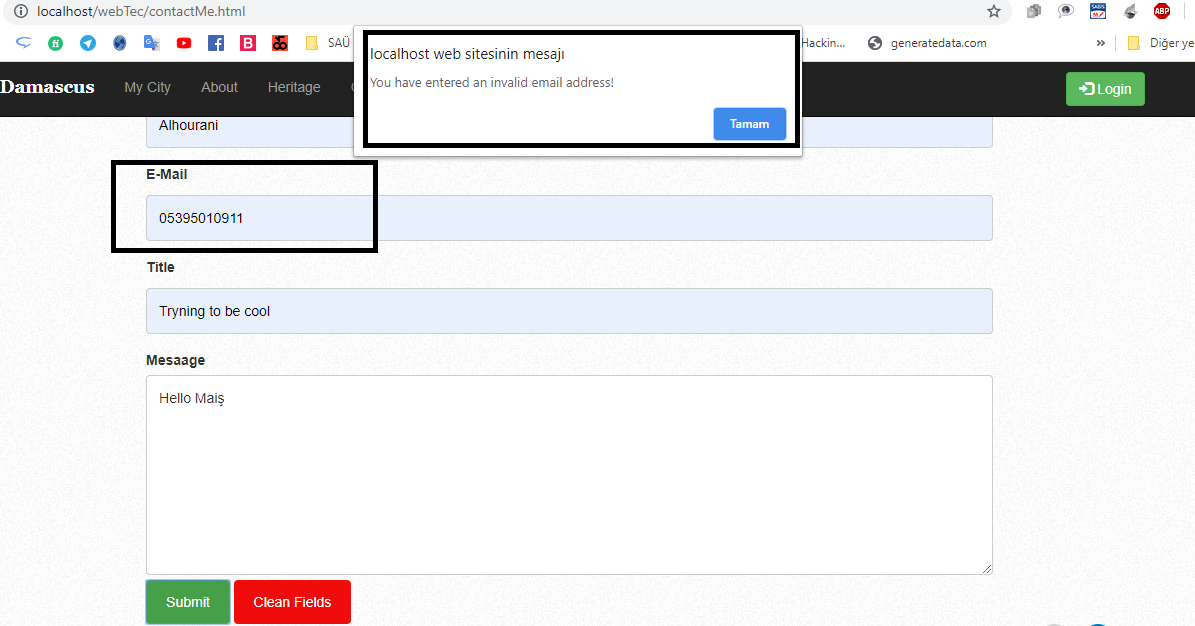 localhost/webTec/contactMe.html
ABP
SAÜ
Hackin...
generatedata.com
»
Diğer ye
localhost web sitesinin mesajı
You have entered an invalid email address!
Tamam
Damascus
My City
About
Heritage
Login
Alhourani
E-Mail
05395010911
Title
Tryning to be cool
Mesaage
Hello Maiş
Submit
Clean Fields